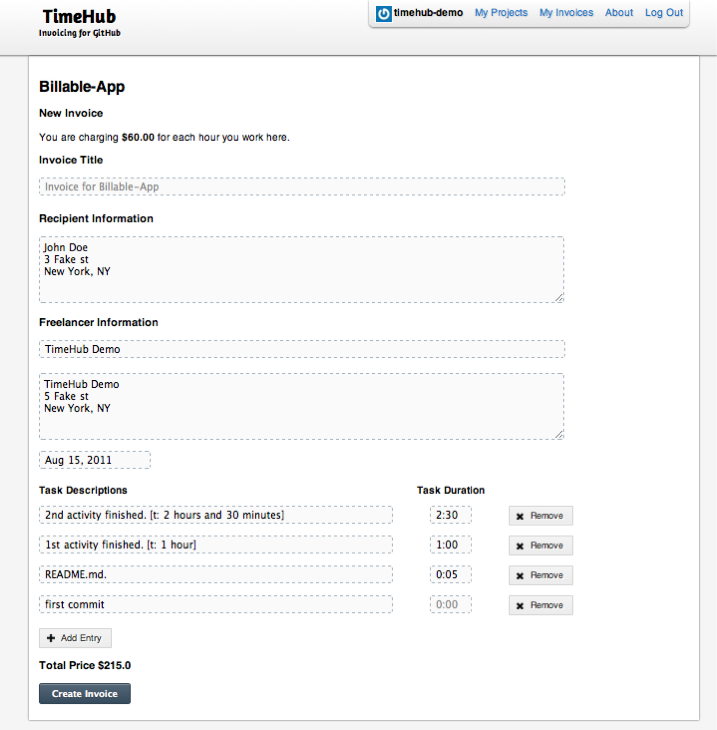 TimeHub
Invoicing for GitHub
timehub-demo My Projects My Invoices About Log Out
Billable-App
New Invoice
You are charging $60.00 for each hour you work here.
Invoice Title
Invoice for Billable-App
Recipient Information
John Doe
3 Fake st
New York, NY
Freelancer Information
TimeHub Demo
TimeHub Demo
5 Fake st
New York, NY
Aug 15, 2011
Task Descriptions Task Duration
2nd activity finished. [t: 2 hours and 30 minutes] 2:30 Remove
1st activity finished. [t: 1 hour] 1:00 Remove
README.md. 0:05 Remove
first commit 0:00 Remove
Add Entry
Total Price $215.0
Create Invoice